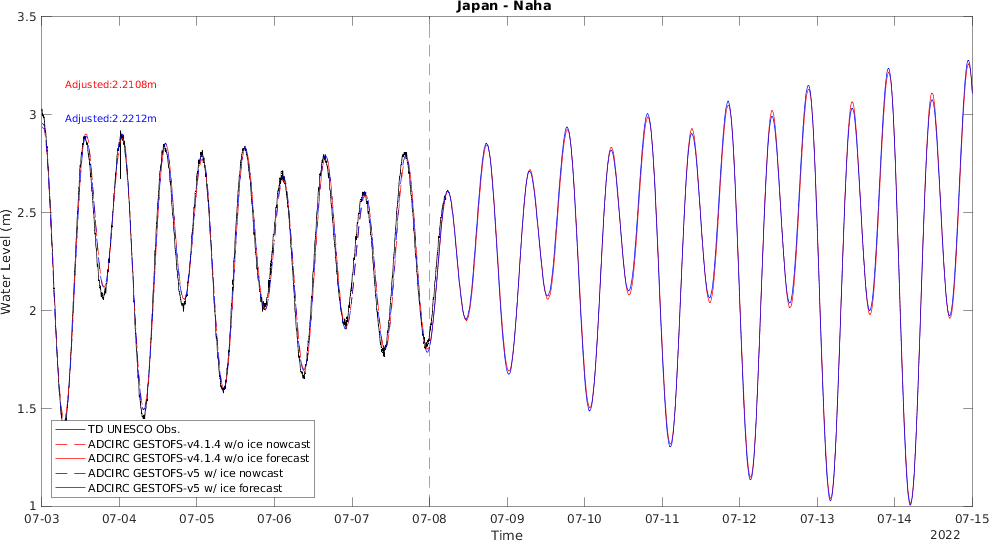 Japan - Naha
3.5
Adjusted:2.2108m
3
Adjusted:2.2212m
2.5
Water Level (m)
2
1.5
TD UNESCO Obs.
ADCIRC GESTOFS-v4.1.4 w/o ice nowcast
ADCIRC GESTOFS-v4.1.4 w/o ice forecast
ADCIRC GESTOFS-v5 w/ ice nowcast
ADCIRC GESTOFS-v5 w/ ice forecast
1
07-03 07-04 07-05 07-06 07-07 07-08 07-09 07-10 07-11 07-12 07-13 07-14 07-15
Time
2022